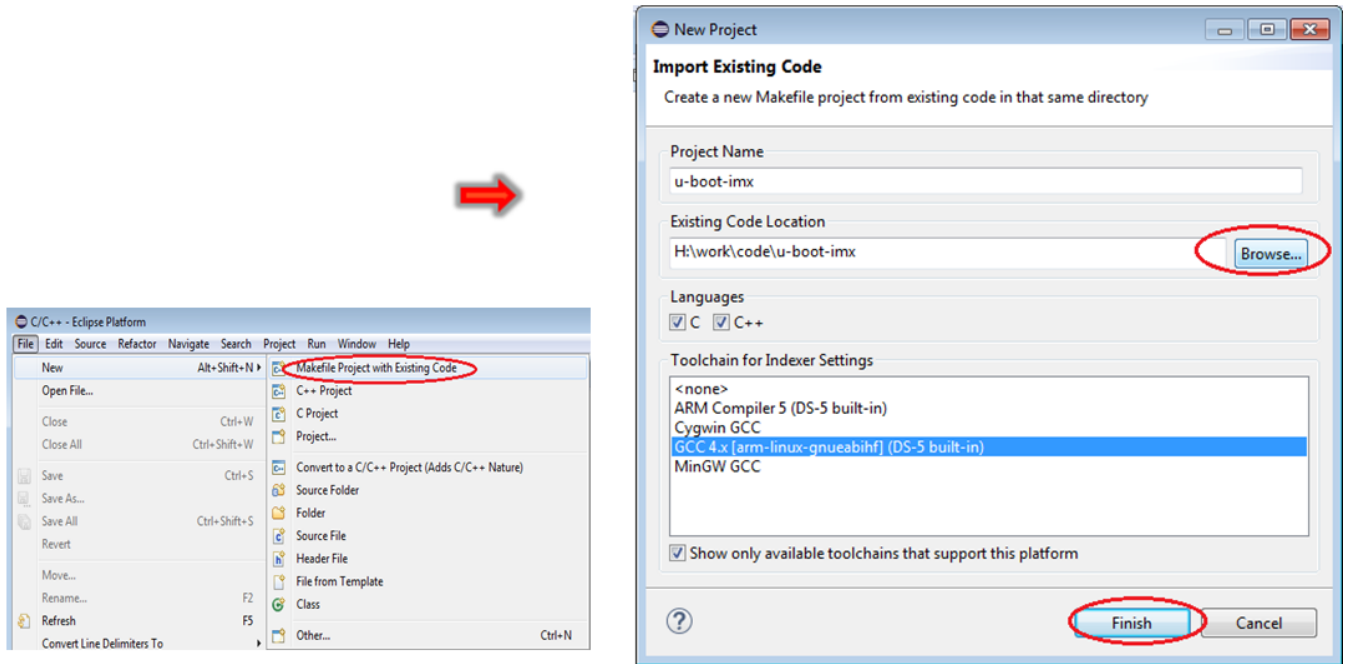 C/C++ - Eclipse Platform
File Edit Source Refactor Navigate Search Project Run Window Help
New Alt+Shift+N
Open File...
Close Ctrl+W
Close All Ctrl+Shift+W
Save Ctrl+S
Save As...
Save All Ctrl+Shift+S
Revert
Move...
Rename... F2
Refresh F5
Convert Line Delimiters To
Makefile Project with Existing Code
C++ Project
C Project
Project...
Convert to a C/C++ Project (Adds C/C++ Nature)
Source Folder
Folder
Source File
Header File
File from Template
Class
Other... Ctrl+N
New Project
Import Existing Code
Create a new Makefile project from existing code in that same directory
Project Name
u-boot-imx
Existing Code Location
H:\work\code\u-boot-imx Browse...
Languages
C C++
Toolchain for Indexer Settings
<none>
ARM Compiler 5 (DS-5 built-in)
Cygwin GCC
GCC 4.x [arm-linux-gnueabihf] (DS-5 built-in)
MinGW GCC
Show only available toolchains that support this platform
? Finish Cancel